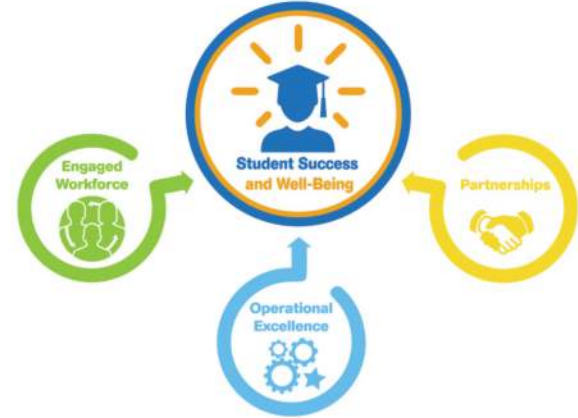 Student Success
and Well-Being
Engaged
Workforce
Partnerships
Operational
Excellence